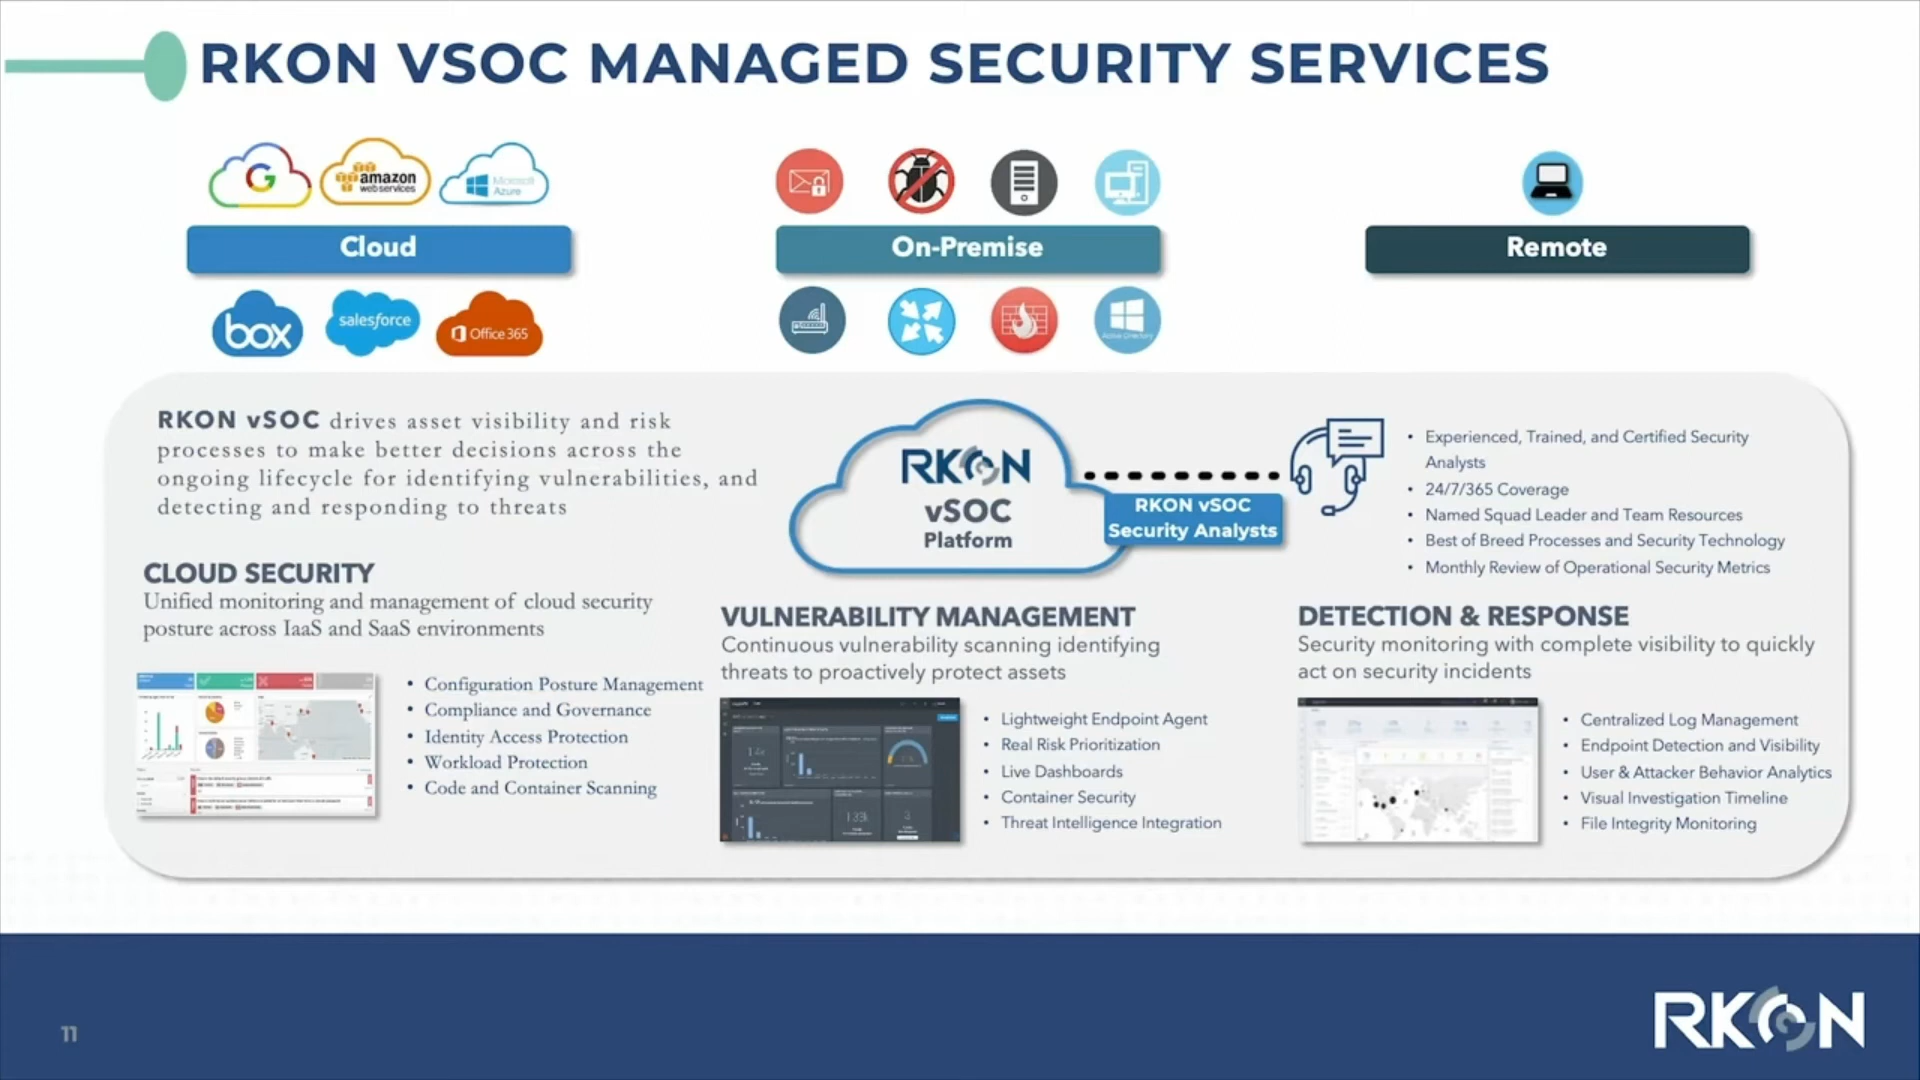 RKON VSOC MANAGED SECURITY SERVICES
G
amazon
webservices
Microsoft
Azure
Cloud
On-Premise
Remote
box
salesforce
Office 365
Active Directory
RKON vSOC drives asset visibility and risk
processes to make better decisions across the
ongoing lifecycle for identifying vulnerabilities, and
detecting and responding to threats
RKON
vSOC
Platform
RKON vSOC
Security Analysts
• Experienced, Trained, and Certified Security
Analysts
• 24/7/365 Coverage
• Named Squad Leader and Team Resources
• Best of Breed Processes and Security Technology
• Monthly Review of Operational Security Metrics
CLOUD SECURITY
Unified monitoring and management of cloud security
posture across IaaS and SaaS environments
• Configuration Posture Management
• Compliance and Governance
• Identity Access Protection
• Workload Protection
• Code and Container Scanning
VULNERABILITY MANAGEMENT
Continuous vulnerability scanning identifying
threats to proactively protect assets
• Lightweight Endpoint Agent
• Real Risk Prioritization
• Live Dashboards
• Container Security
• Threat Intelligence Integration
DETECTION & RESPONSE
Security monitoring with complete visibility to quickly
act on security incidents
• Centralized Log Management
• Endpoint Detection and Visibility
• User & Attacker Behavior Analytics
• Visual Investigation Timeline
• File Integrity Monitoring
11
RKON